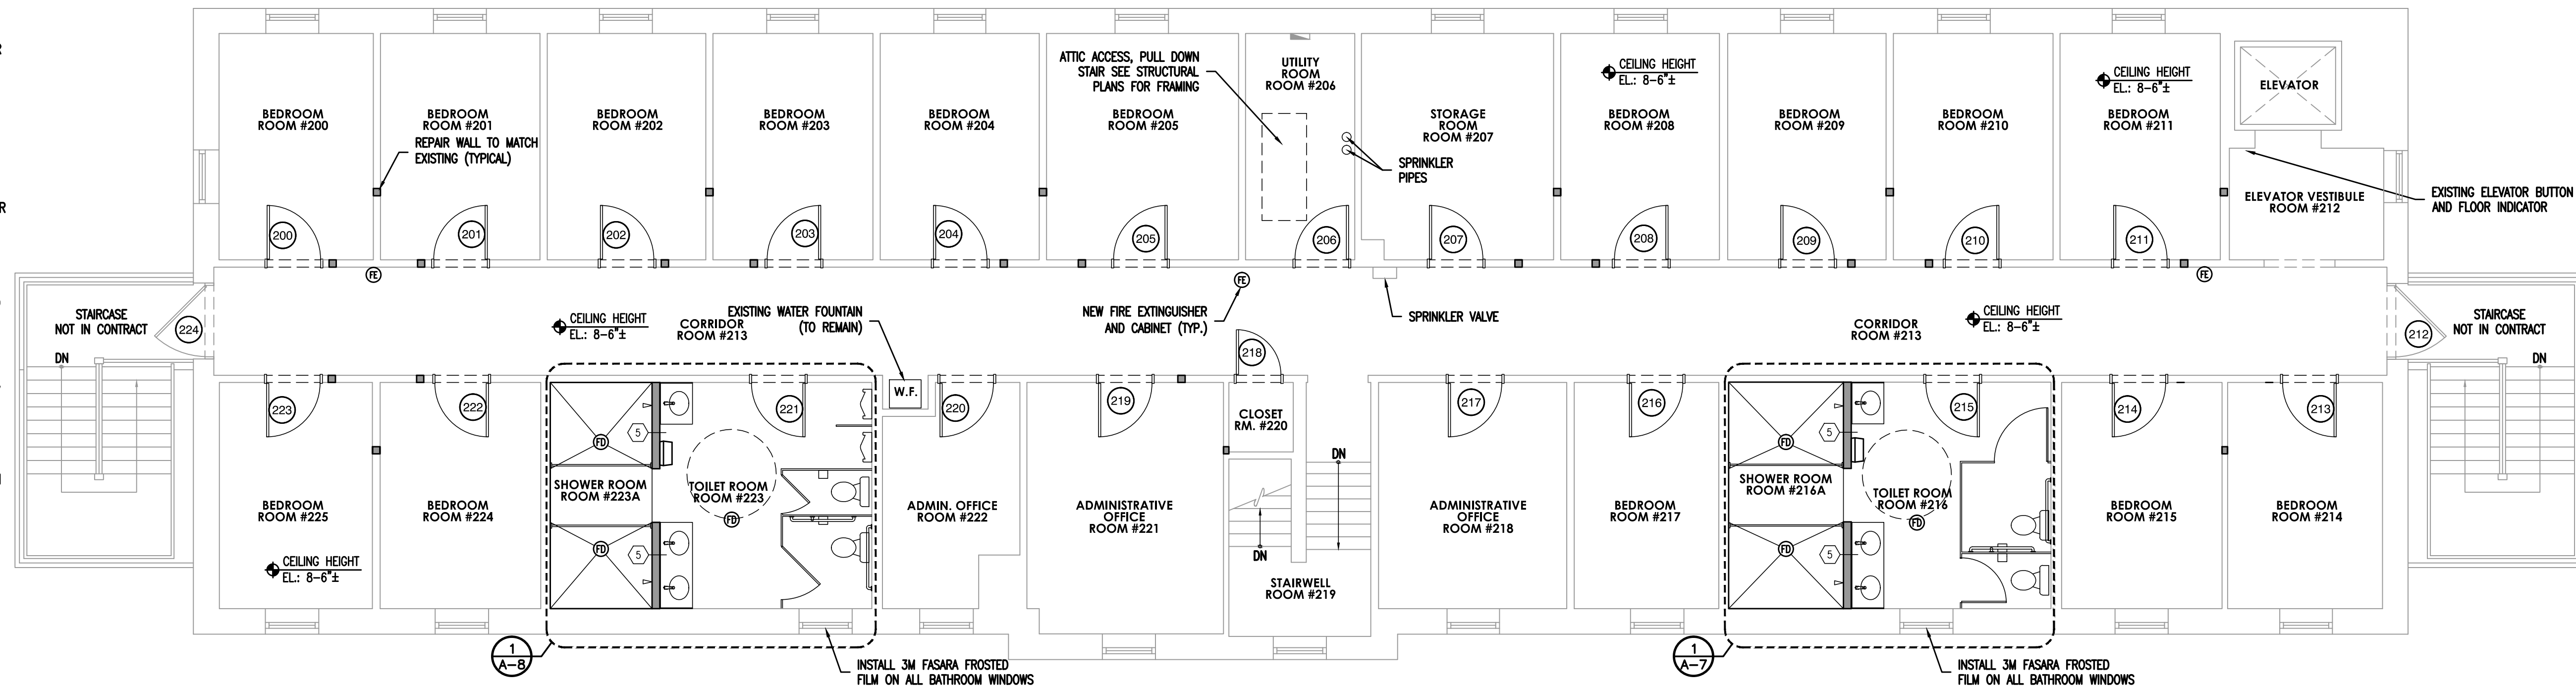 BEDROOM
ROOM #200
BEDROOM
ROOM #201
REPAIR WALL TO MATCH
EXISTING (TYPICAL)
BEDROOM
ROOM #202
BEDROOM
ROOM #203
BEDROOM
ROOM #204
ATTIC ACCESS, PULL DOWN
STAIR SEE STRUCTURAL
PLANS FOR FRAMING
BEDROOM
ROOM #205
UTILITY
ROOM
ROOM #206
SPRINKLER
PIPES
STORAGE
ROOM
ROOM #207
CEILING HEIGHT
EL.: 8-6"±
BEDROOM
ROOM #208
BEDROOM
ROOM #209
BEDROOM
ROOM #210
CEILING HEIGHT
EL.: 8-6"±
BEDROOM
ROOM #211
ELEVATOR
ELEVATOR VESTIBULE
ROOM #212
EXISTING ELEVATOR BUTTON
AND FLOOR INDICATOR
R
R
200
201
202
203
204
205
206
207
208
209
210
211
FE
FE
FE
STAIRCASE
NOT IN CONTRACT
DN
224
CEILING HEIGHT
EL.: 8-6"±
CORRIDOR
ROOM #213
EXISTING WATER FOUNTAIN
(TO REMAIN)
NEW FIRE EXTINGUISHER
AND CABINET (TYP.)
SPRINKLER VALVE
CORRIDOR
ROOM #213
CEILING HEIGHT
EL.: 8-6"±
212
STAIRCASE
NOT IN CONTRACT
DN
223
222
221
W.F.
220
219
218
217
216
215
214
213
BEDROOM
ROOM #225
CEILING HEIGHT
EL.: 8-6"±
BEDROOM
ROOM #224
FD
5
SHOWER ROOM
ROOM #223A
FD
5
TOILET ROOM
ROOM #223
FD
ADMIN. OFFICE
ROOM #222
ADMINISTRATIVE
OFFICE
ROOM #221
CLOSET
RM. #220
DN
DN
STAIRWELL
ROOM #219
ADMINISTRATIVE
OFFICE
ROOM #218
BEDROOM
ROOM #217
FD
5
SHOWER ROOM
ROOM #216A
FD
5
TOILET ROOM
ROOM #216
FD
BEDROOM
ROOM #215
BEDROOM
ROOM #214
1
A-8
INSTALL 3M FASARA FROSTED
FILM ON ALL BATHROOM WINDOWS
1
A-7
INSTALL 3M FASARA FROSTED
FILM ON ALL BATHROOM WINDOWS